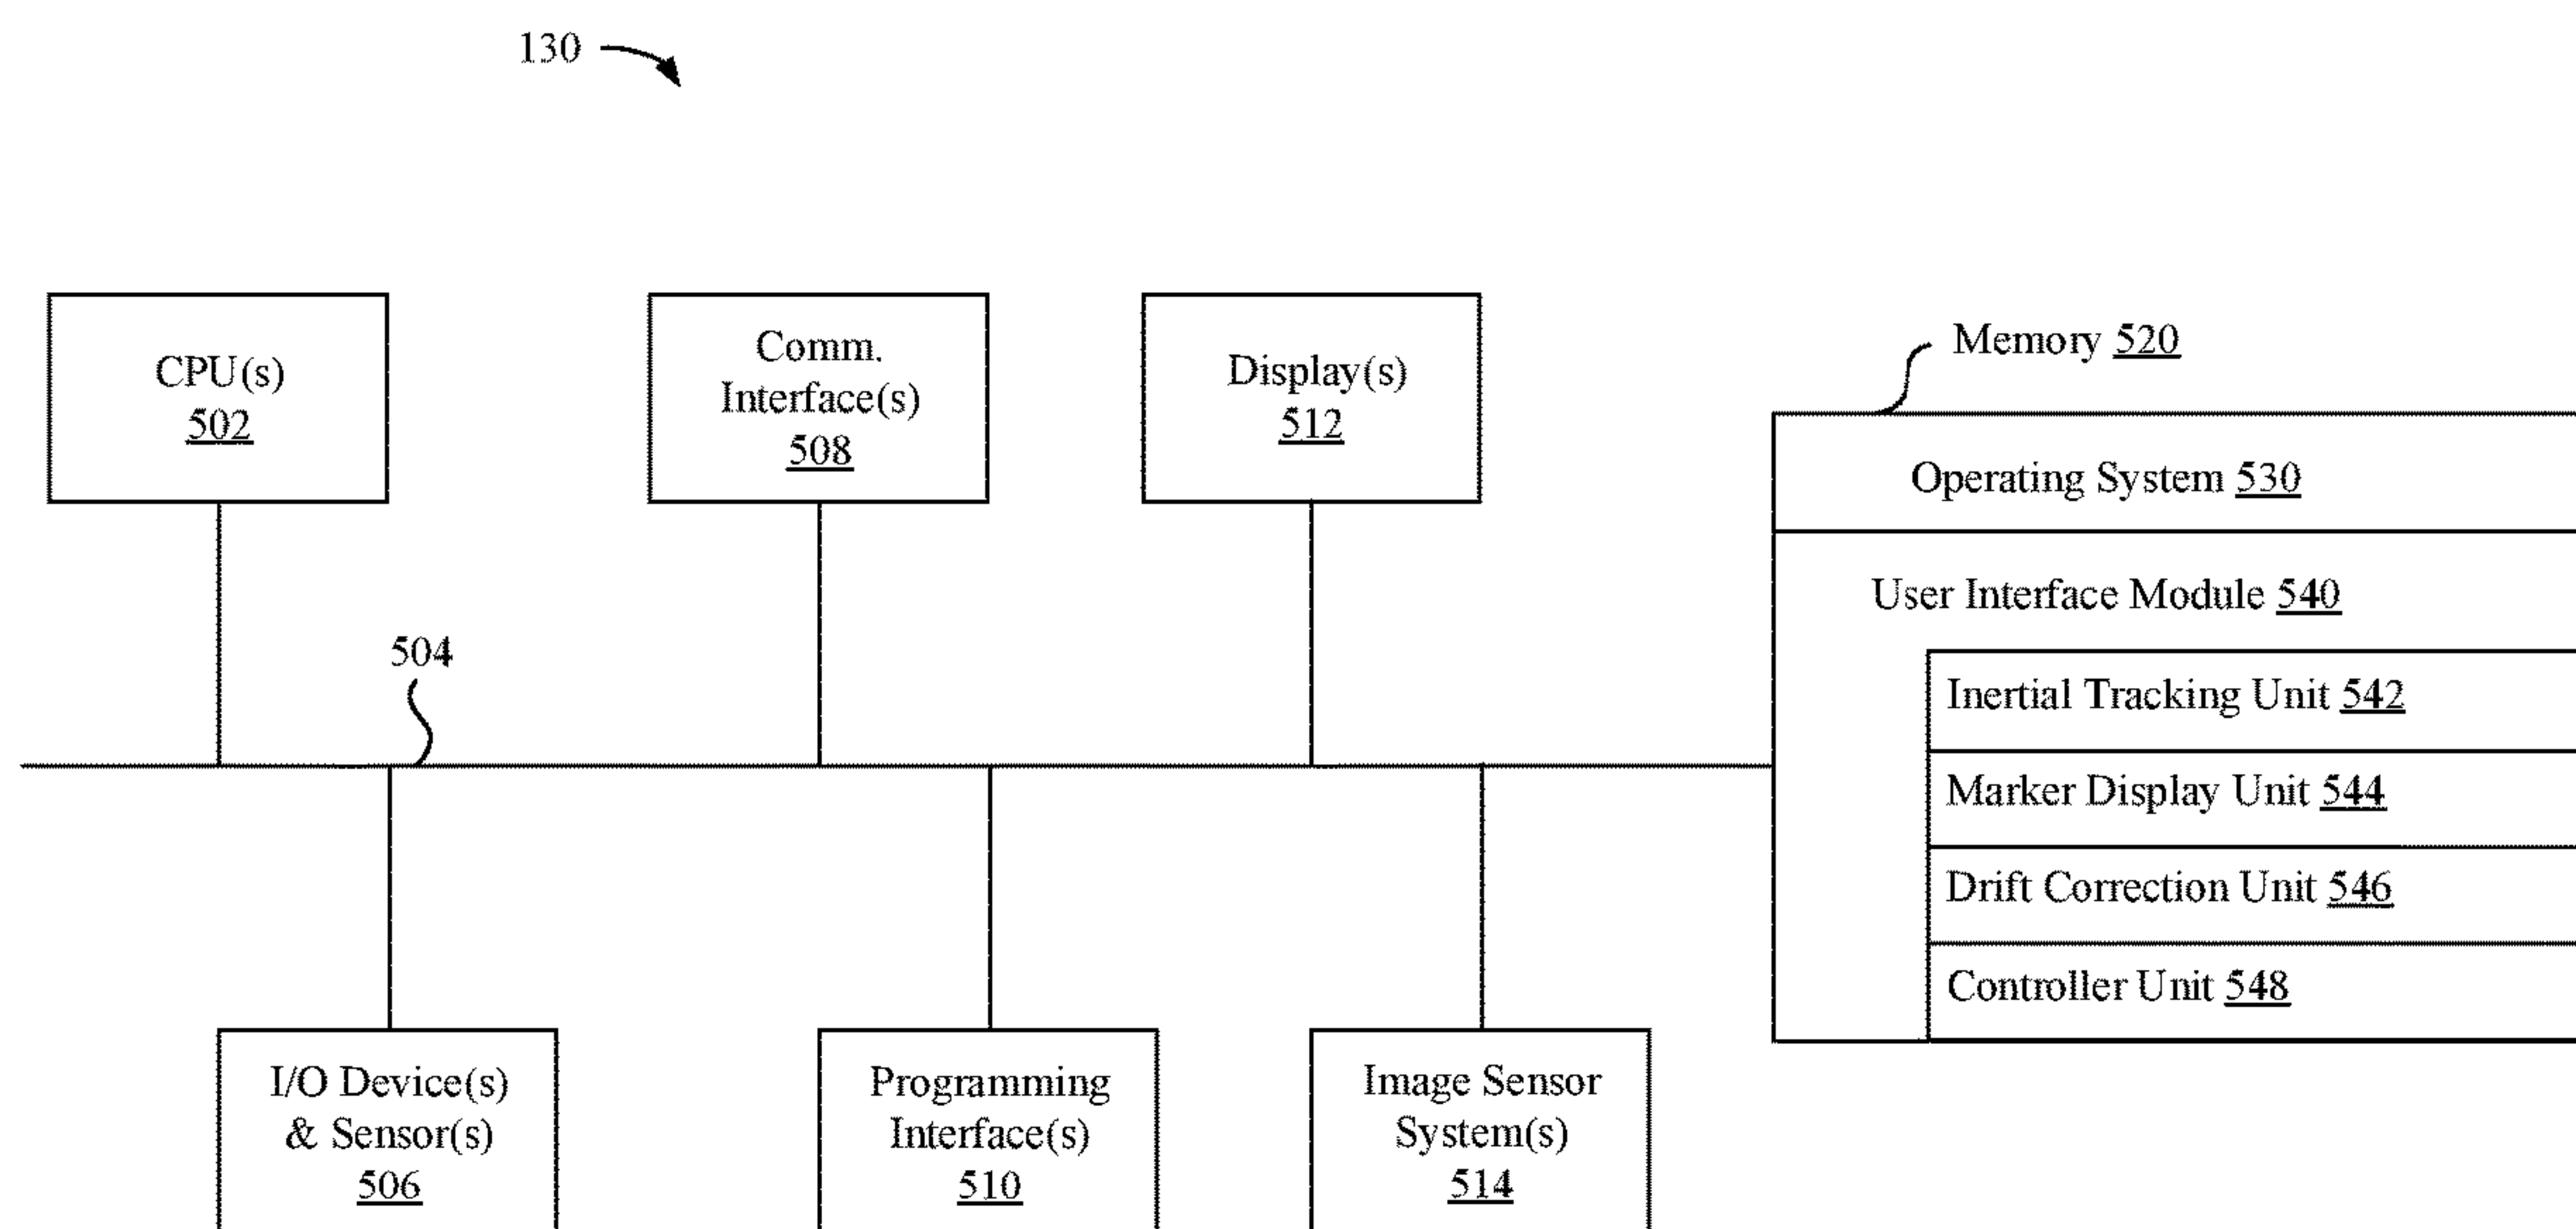 130
CPU(s)
502
Comm.
Interface(s)
508
Display(s)
512
Memory 520
Operating System 530
User Interface Module 540
Inertial Tracking Unit 542
Marker Display Unit 544
Drift Correction Unit 546
Controller Unit 548
504
I/O Device(s)
& Sensor(s)
506
Programming
Interface(s)
510
Image Sensor
System(s)
514